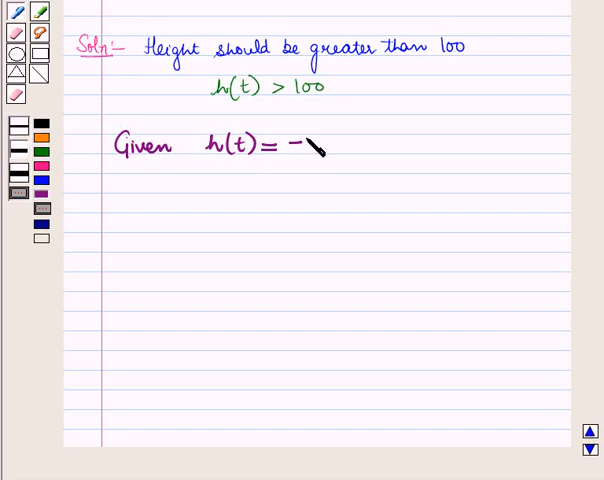 Soln:- Height should be greater than 100
h(t) > 100
Given h(t) = -